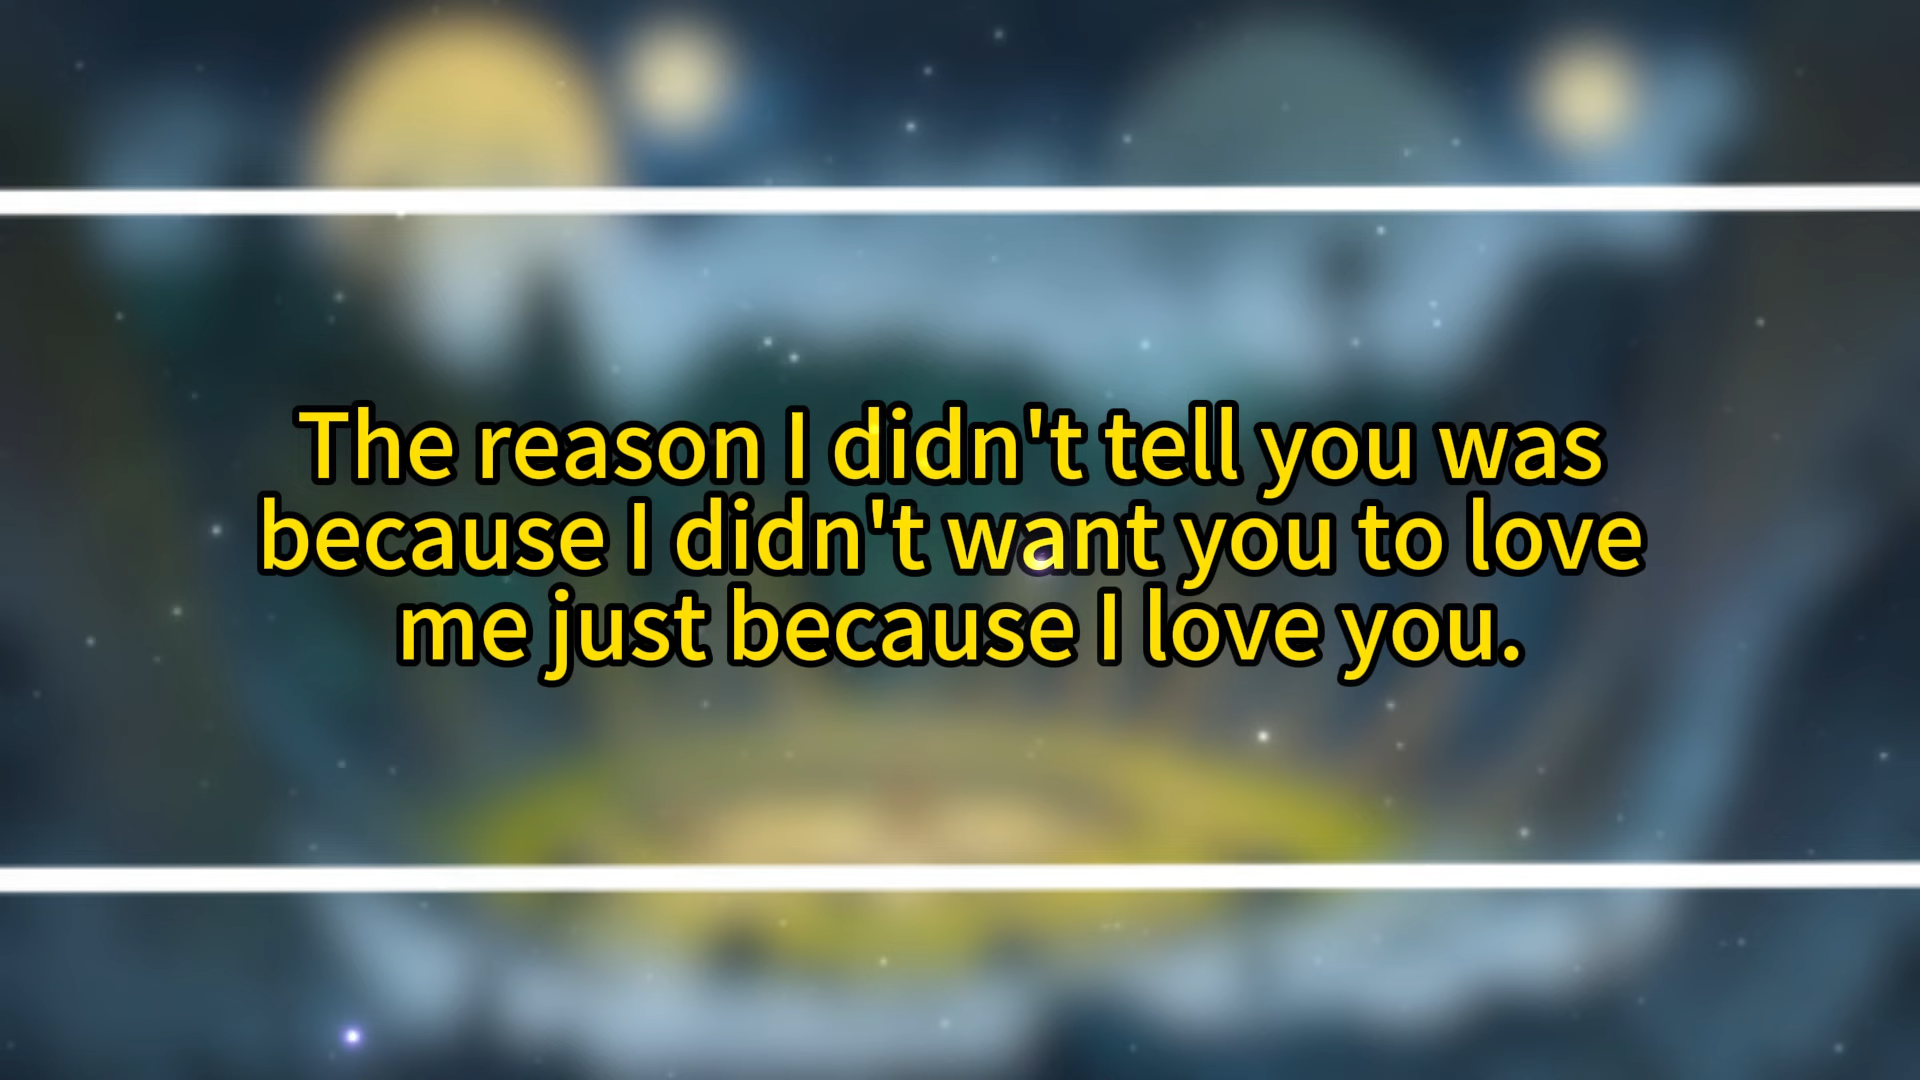 The reason I didn't tell you was
because I didn't want you to love
me just because I love you.